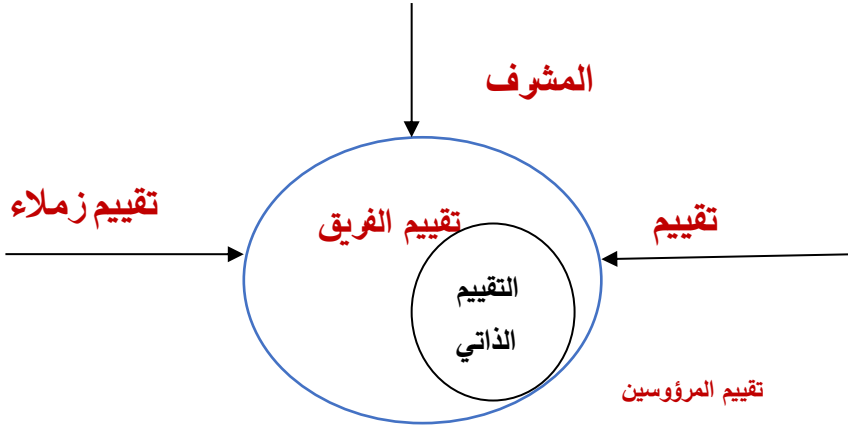 المشرف
تقييم زملاء
تقييم الفريق
تقييم
التقييم
الذاتي
تقييم المرؤوسين